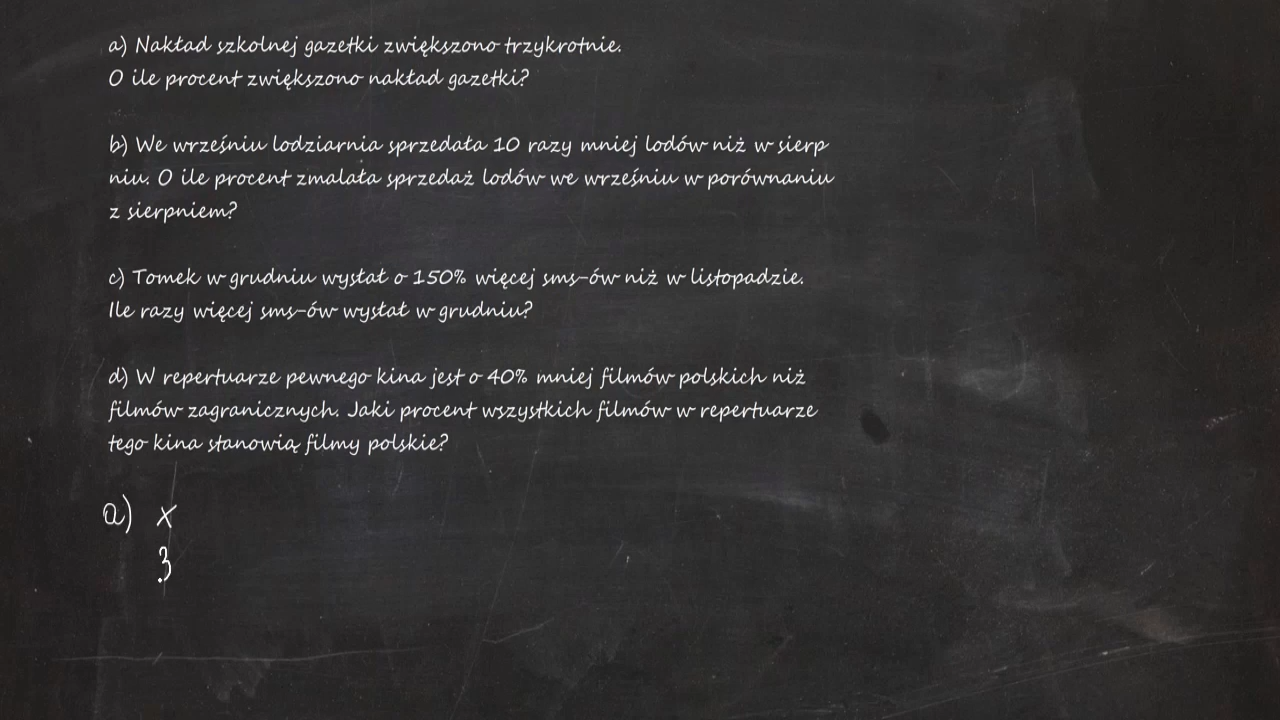 a) Nakład szkolnej gazetki zwiększono trzykrotnie.
O ile procent zwiększono nakład gazetki?
b) We wrześniu lodziarnia sprzedała 10 razy mniej lodów niż w sierp
niu. O ile procent zmalała sprzedaż lodów we wrześniu w porównaniu
z sierpniem?
c) Tomek w grudniu wysłał o 150% więcej sms-ów niż w listopadzie.
Ile razy więcej sms-ów wysłał w grudniu?
d) W repertuarze pewnego kina jest o 40% mniej filmów polskich niż
filmów zagranicznych. Jaki procent wszystkich filmów w repertuarze
tego kina stanowią filmy polskie?
a) x
3